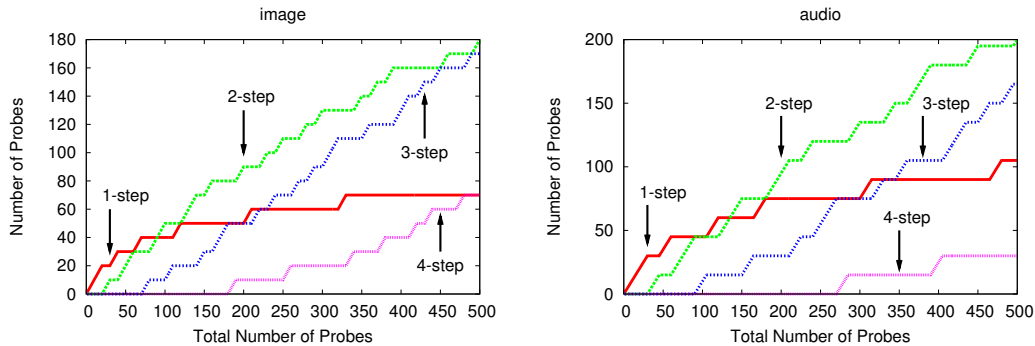 image
Number of Probes
180
160
140
120
100
80
60
40
20
0
1-step
2-step
3-step
4-step
0 50 100 150 200 250 300 350 400 450 500
Total Number of Probes
audio
Number of Probes
200
150
100
50
0
1-step
2-step
3-step
4-step
0 50 100 150 200 250 300 350 400 450 500
Total Number of Probes